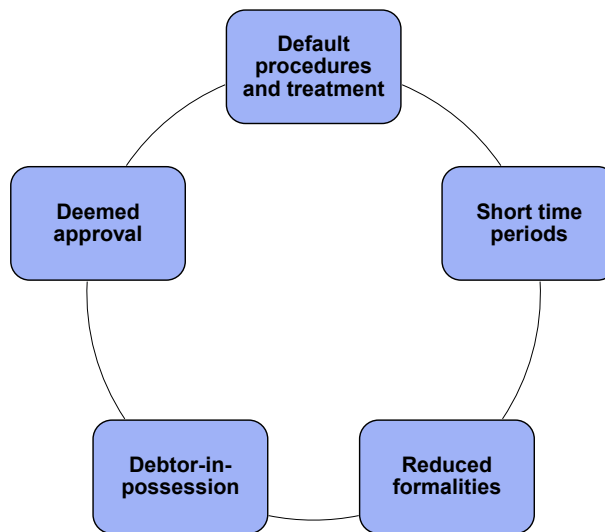 Default
procedures
and treatment
Short time
periods
Reduced
formalities
Debtor-in-
possession
Deemed
approval